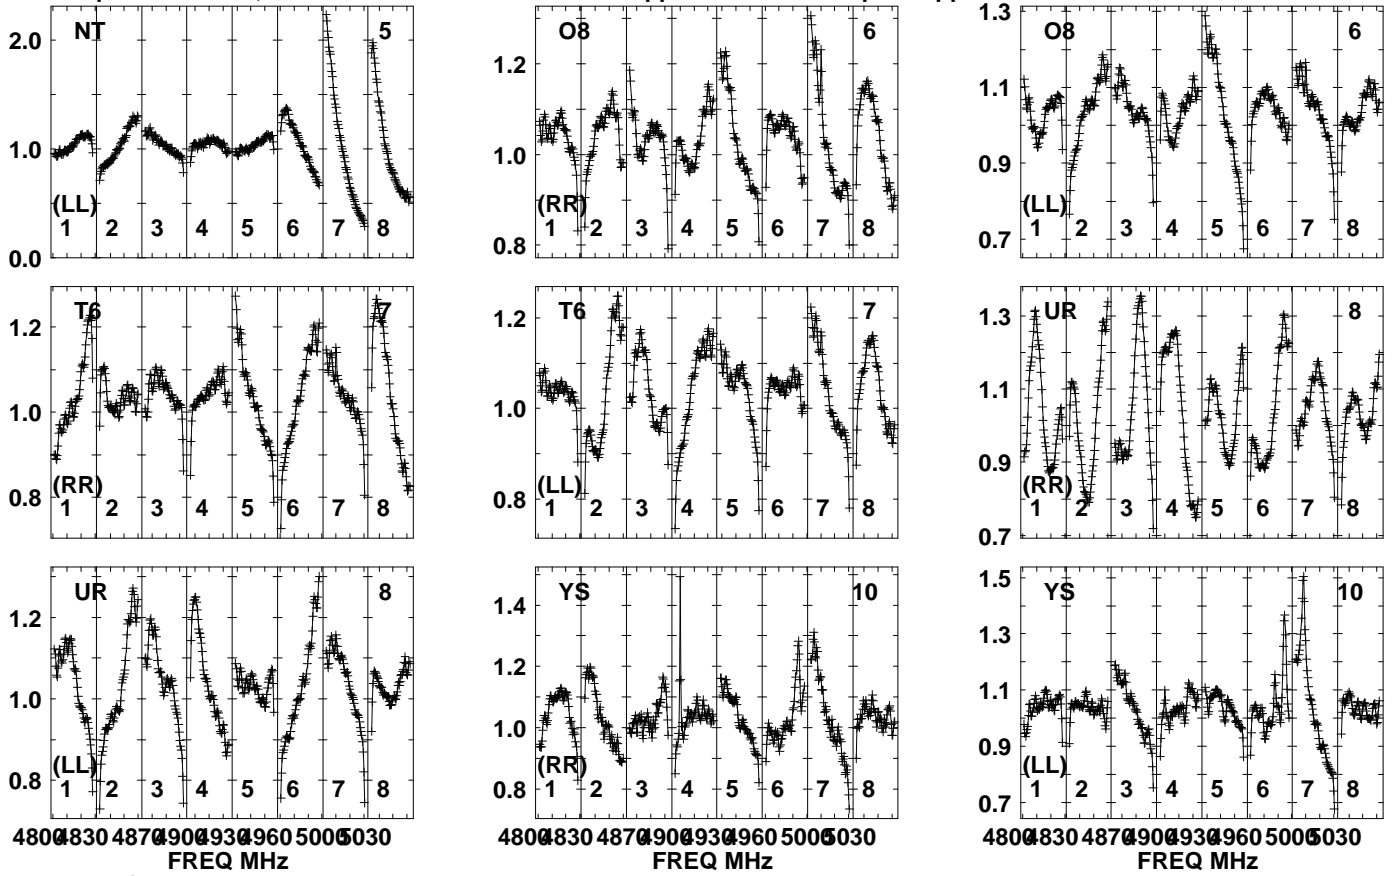 NT 5
2.0
1.0
0.0
(LL)
1 2 3 4 5 6 7 8
O8 6
1.2
1.0
0.8
(RR)
1 2 3 4 5 6 7 8
O8 6
1.3
1.1
0.9
0.7
(LL)
1 2 3 4 5 6 7 8
T6 7
1.2
1.0
0.8
(RR)
1 2 3 4 5 6 7 8
T6 7
1.2
1.0
0.8
(LL)
1 2 3 4 5 6 7 8
UR 8
1.3
1.1
0.9
0.7
(RR)
1 2 3 4 5 6 7 8
UR 8
1.2
1.0
0.8
(LL)
1 2 3 4 5 6 7 8
4800 4830 4870 4900 4930 4960 5000 5030
FREQ MHz
YS 10
1.4
1.2
1.0
0.8
(RR)
1 2 3 4 5 6 7 8
4800 4830 4870 4900 4930 4960 5000 5030
FREQ MHz
YS 10
1.5
1.3
1.1
0.9
0.7
(LL)
1 2 3 4 5 6 7 8
4800 4830 4870 4900 4930 4960 5000 5030
FREQ MHz